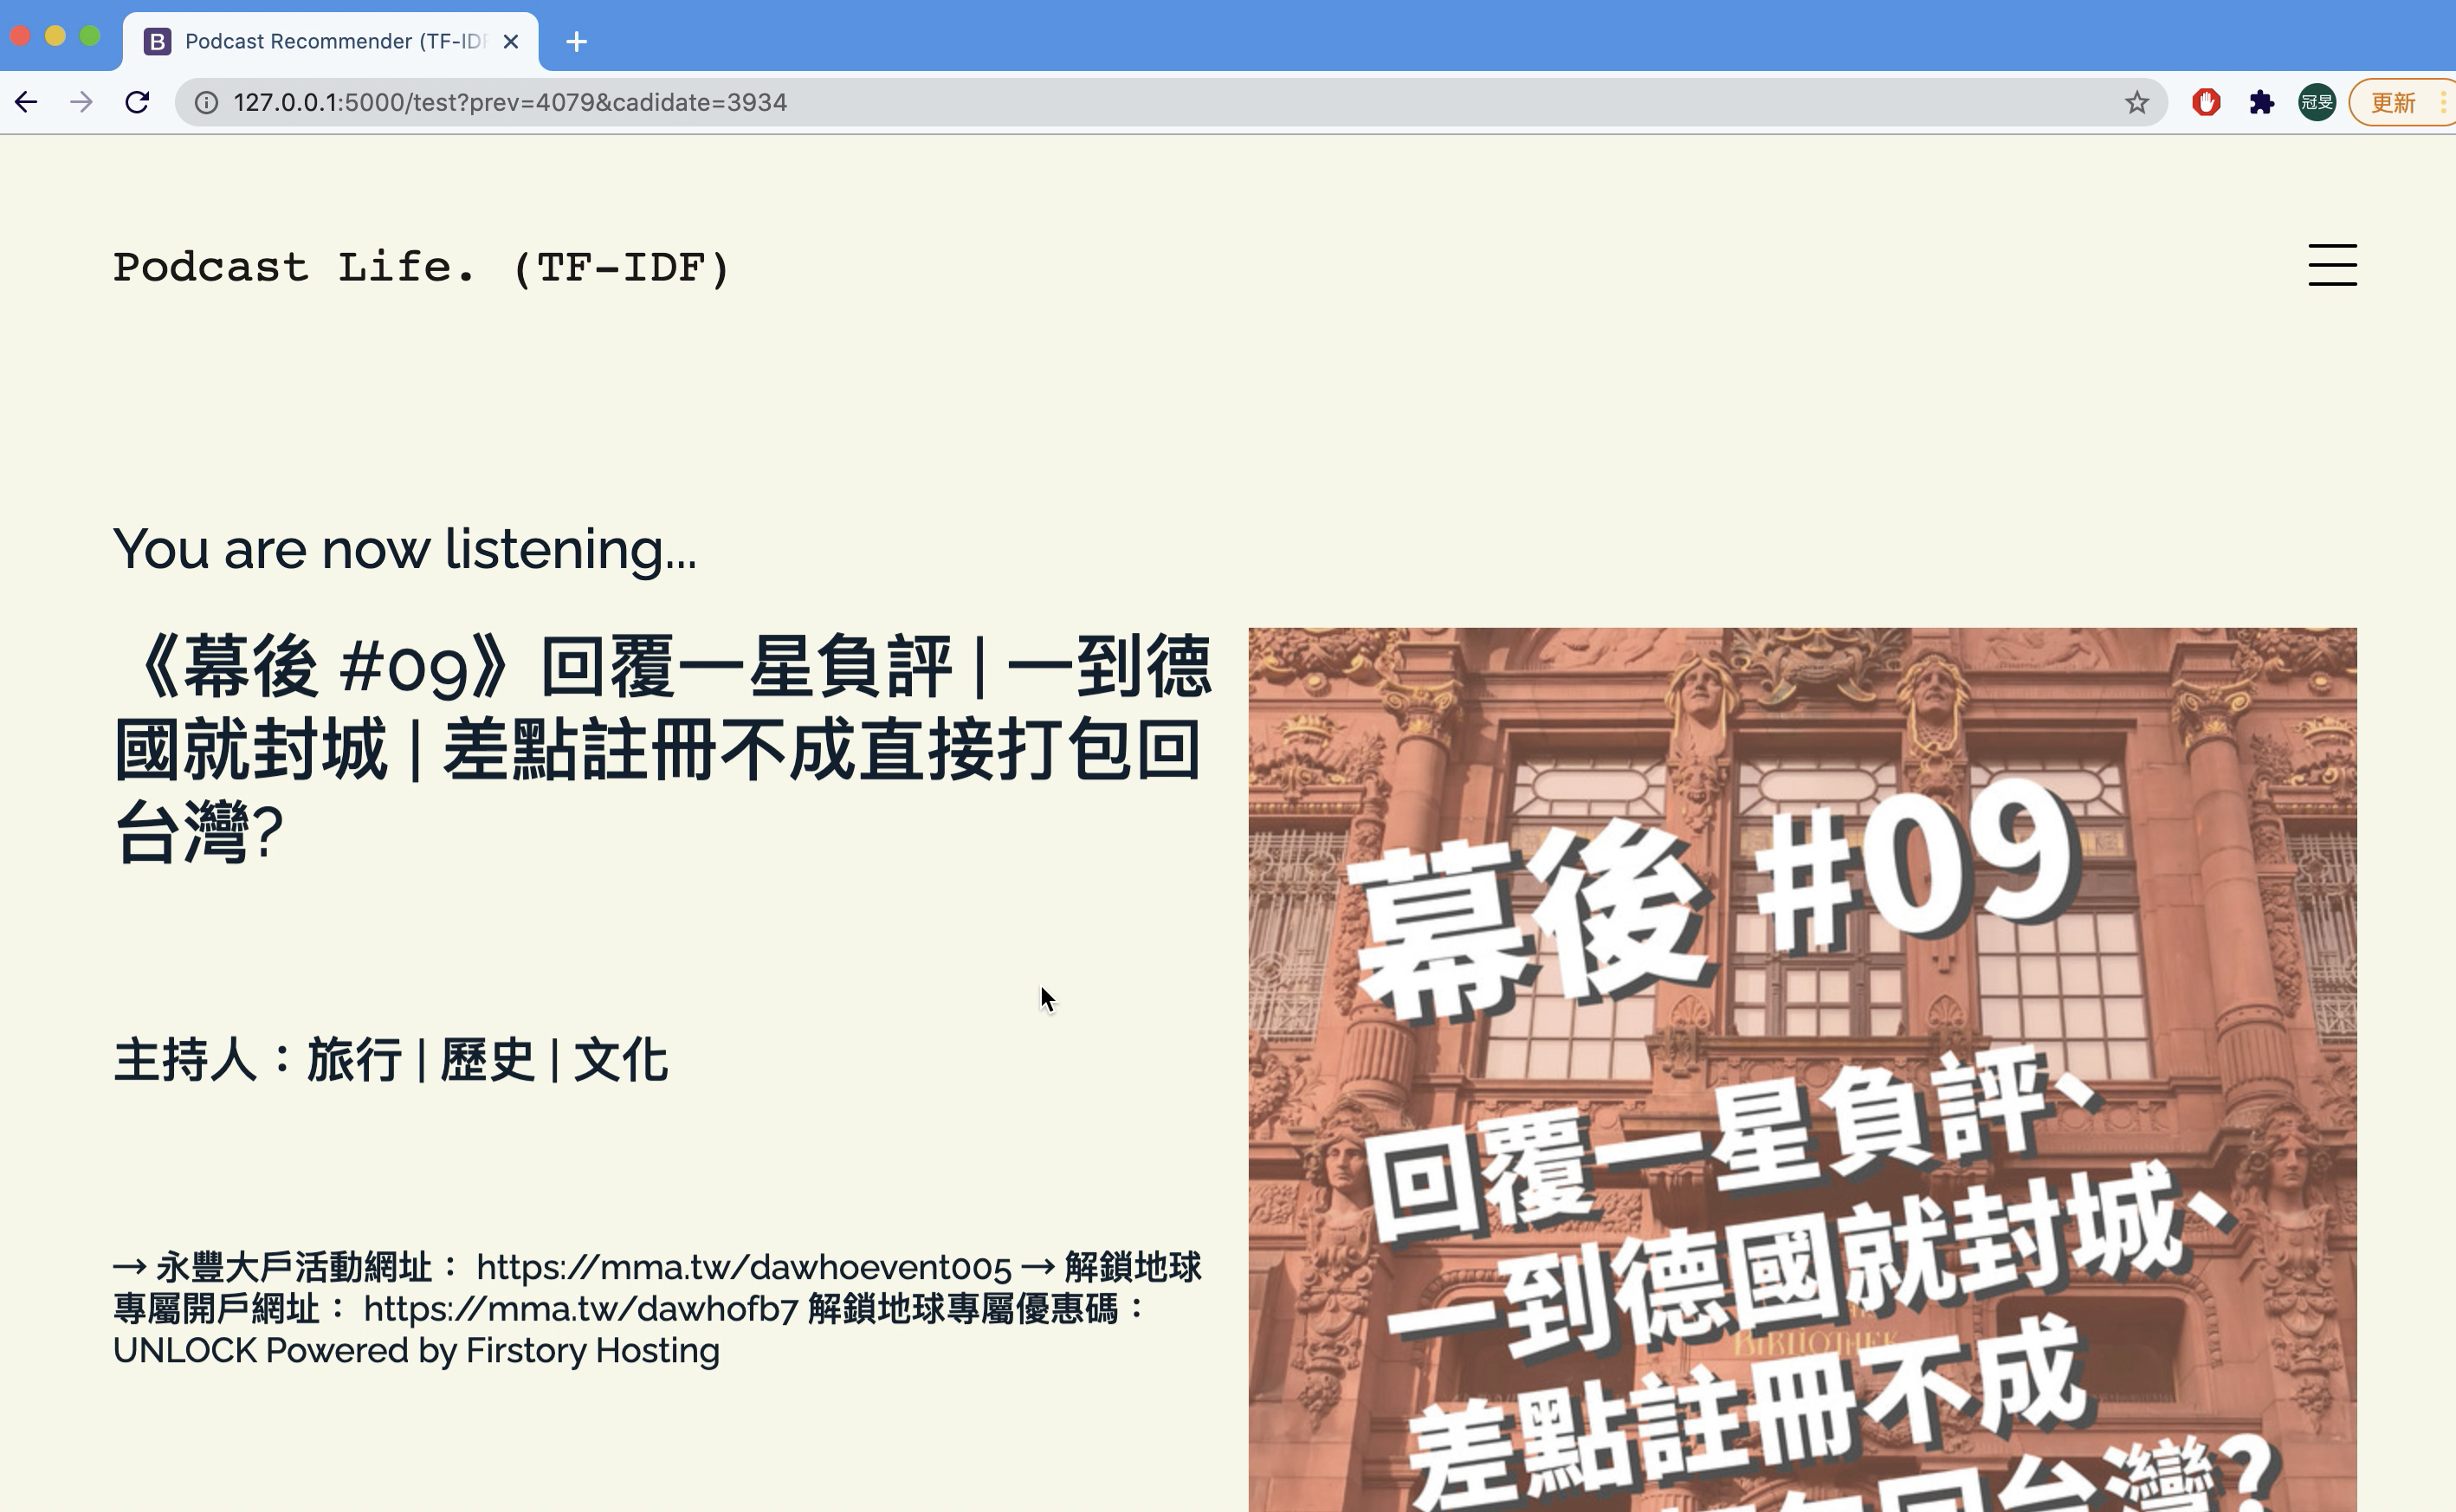 Podcast Recommender (TF-IDF
127.0.0.1:5000/test?prev=4079&cadidate=3934
冠旻
更新
Podcast Life. (TF-IDF)
You are now listening...
《幕後 #09》回覆一星負評 | 一到德
國就封城 | 差點註冊不成直接打包回
台灣?
主持人：旅行 | 歷史 | 文化
→ 永豐大戶活動網址： https://mma.tw/dawhoevent005 → 解鎖地球
專屬開戶網址： https://mma.tw/dawhofb7 解鎖地球專屬優惠碼：
UNLOCK Powered by Firstory Hosting
幕後 #09
回覆一星負評、
一到德國就封城、
BIBLIOTHEK
差點註冊不成
包回台灣?